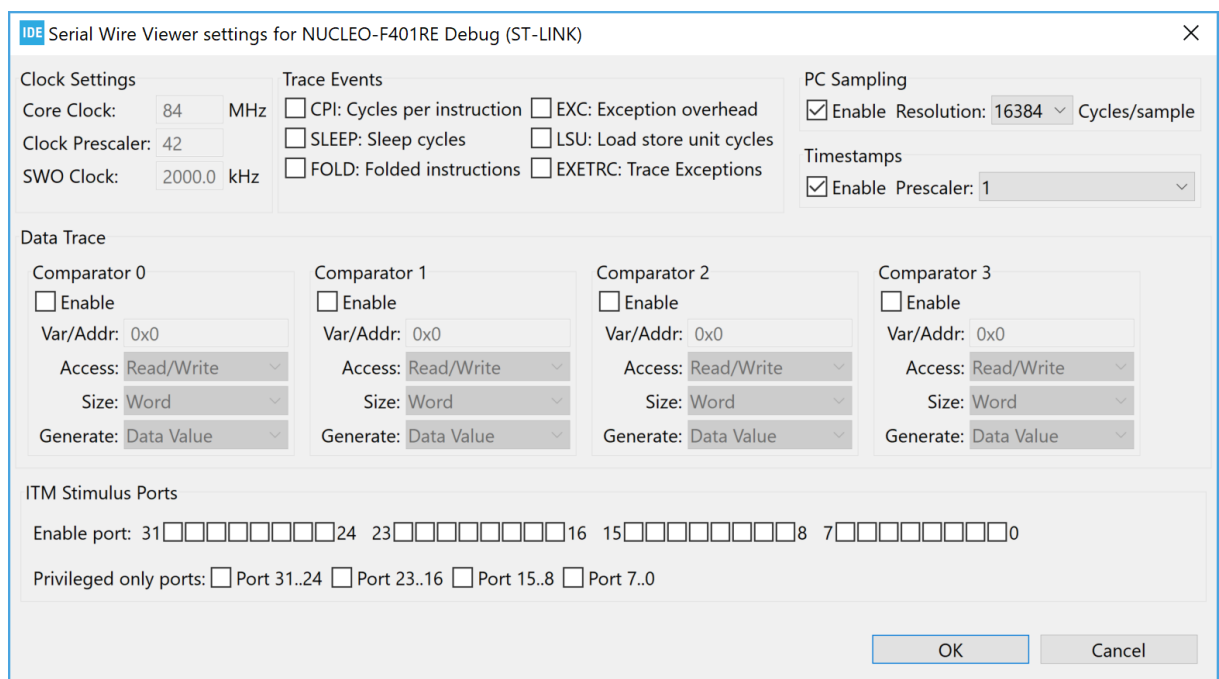 IDE Serial Wire Viewer settings for NUCLEO-F401RE Debug (ST-LINK)
Clock Settings
Core Clock: 84 MHz
Clock Prescaler: 42
SWO Clock: 2000.0 kHz
Trace Events
CPI: Cycles per instruction EXC: Exception overhead
SLEEP: Sleep cycles LSU: Load store unit cycles
FOLD: Folded instructions EXETRC: Trace Exceptions
PC Sampling
Enable Resolution: 16384 Cycles/sample
Timestamps
Enable Prescaler: 1
Data Trace
Comparator 0
Enable
Var/Addr: 0x0
Access: Read/Write
Size: Word
Generate: Data Value
Comparator 1
Enable
Var/Addr: 0x0
Access: Read/Write
Size: Word
Generate: Data Value
Comparator 2
Enable
Var/Addr: 0x0
Access: Read/Write
Size: Word
Generate: Data Value
Comparator 3
Enable
Var/Addr: 0x0
Access: Read/Write
Size: Word
Generate: Data Value
ITM Stimulus Ports
Enable port: 31 24 23 16 15 8 7 0
Privileged only ports: Port 31..24 Port 23..16 Port 15..8 Port 7..0
OK Cancel